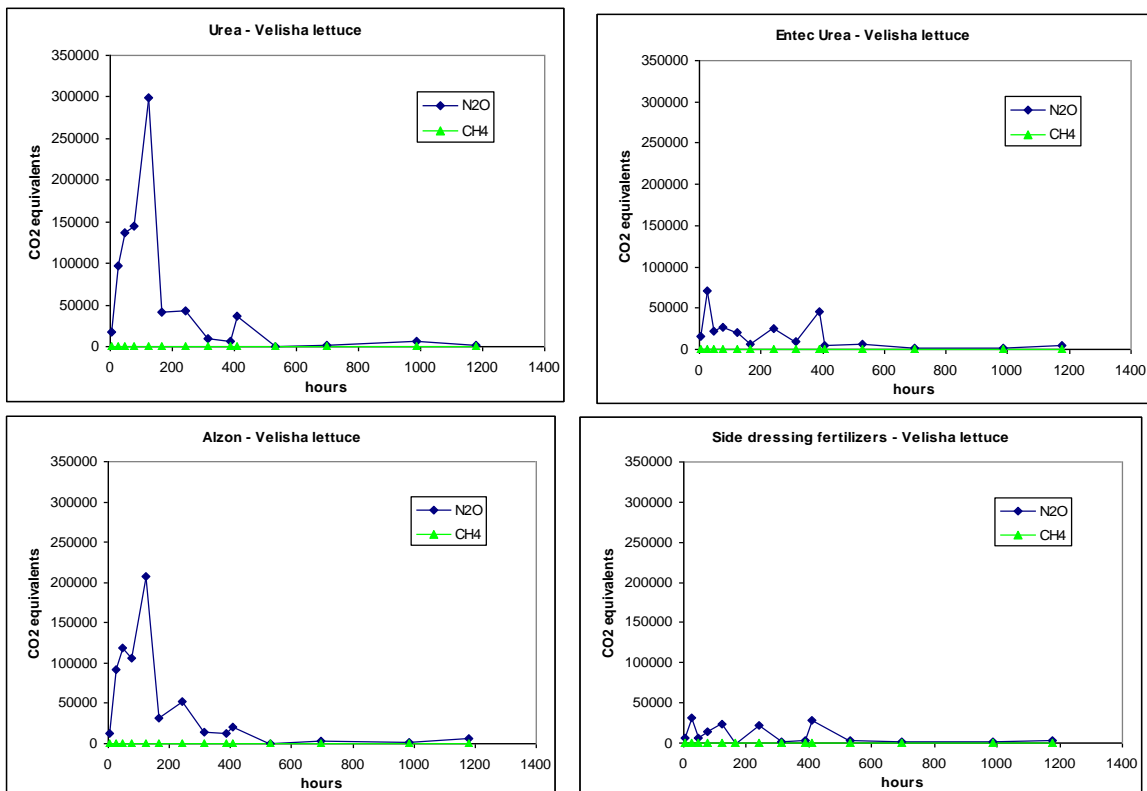 Urea - Velisha lettuce
350000
300000
250000
200000
150000
100000
50000
0
CO2 equivalents
N2O
CH4
0 200 400 600 800 1000 1200 1400
hours
Entec Urea - Velisha lettuce
350000
300000
250000
200000
150000
100000
50000
0
CO2 equivalents
N2O
CH4
0 200 400 600 800 1000 1200 1400
hours
Alzon - Velisha lettuce
350000
300000
250000
200000
150000
100000
50000
0
CO2 equivalents
N2O
CH4
0 200 400 600 800 1000 1200 1400
hours
Side dressing fertilizers - Velisha lettuce
350000
300000
250000
200000
150000
100000
50000
0
CO2 equivalents
N2O
CH4
0 200 400 600 800 1000 1200 1400
hours